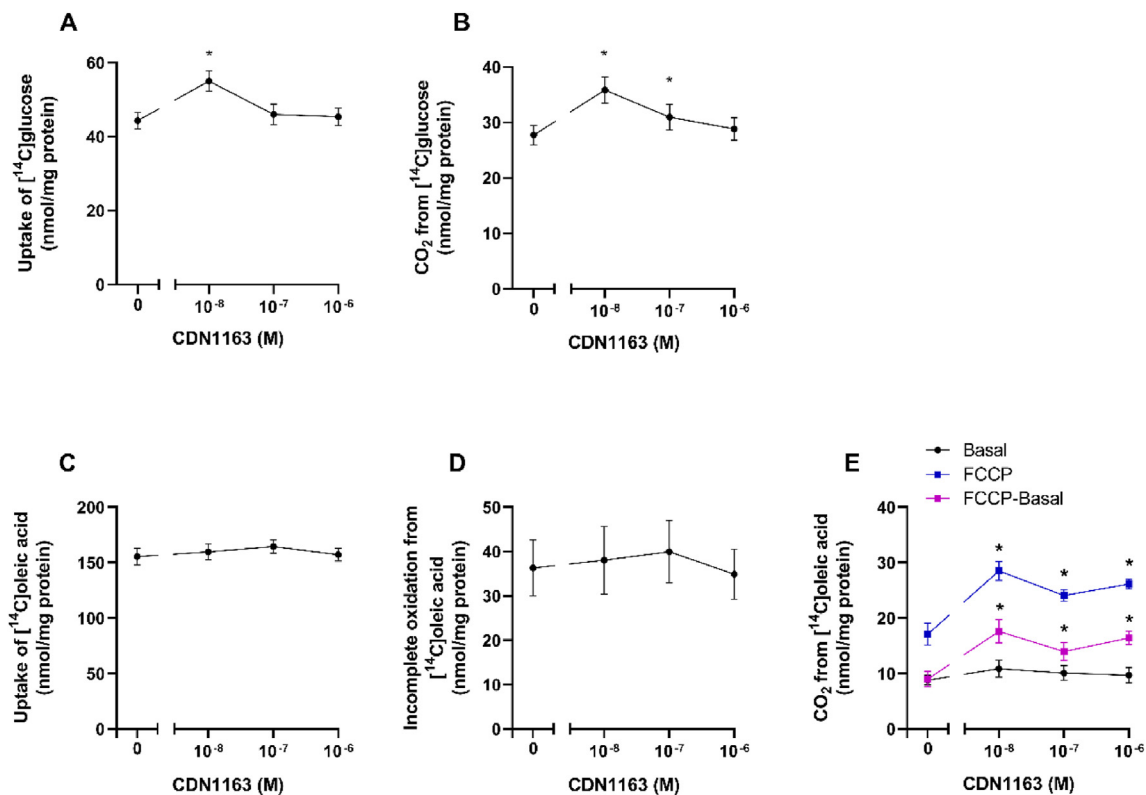 A
Uptake of [¹⁴C]glucose
(nmol/mg protein)
60
40
20
0
*
0
10⁻⁸
10⁻⁷
10⁻⁶
CDN1163 (M)
B
CO₂ from [¹⁴C]glucose
(nmol/mg protein)
40
30
20
10
0
*
*
0
10⁻⁸
10⁻⁷
10⁻⁶
CDN1163 (M)
C
Uptake of [¹⁴C]oleic acid
(nmol/mg protein)
200
150
100
50
0
0
10⁻⁸
10⁻⁷
10⁻⁶
CDN1163 (M)
D
Incomplete oxidation from
[¹⁴C]oleic acid
(nmol/mg protein)
50
40
30
20
10
0
0
10⁻⁸
10⁻⁷
10⁻⁶
CDN1163 (M)
E
Basal
FCCP
FCCP-Basal
CO₂ from [¹⁴C]oleic acid
(nmol/mg protein)
40
30
20
10
0
*
*
*
*
*
*
0
10⁻⁸
10⁻⁷
10⁻⁶
CDN1163 (M)